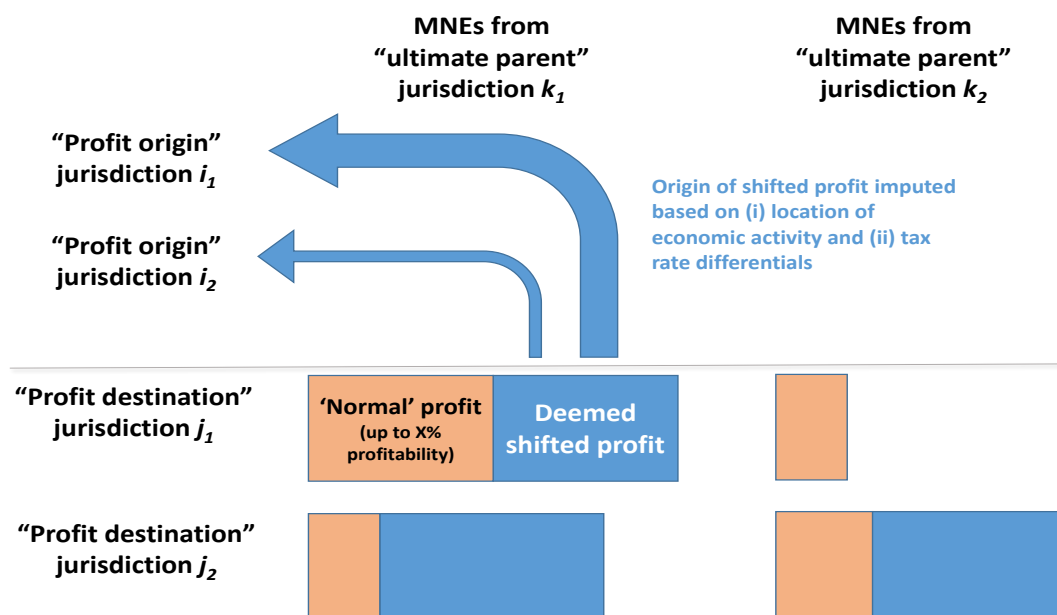 MNEs from
“ultimate parent”
jurisdiction k1
MNEs from
“ultimate parent”
jurisdiction k2
“Profit origin”
jurisdiction i1
Origin of shifted profit imputed
based on (i) location of
economic activity and (ii) tax
rate differentials
“Profit origin”
jurisdiction i2
“Profit destination”
jurisdiction j1
‘Normal’ profit
(up to X%
profitability)
Deemed
shifted profit
“Profit destination”
jurisdiction j2